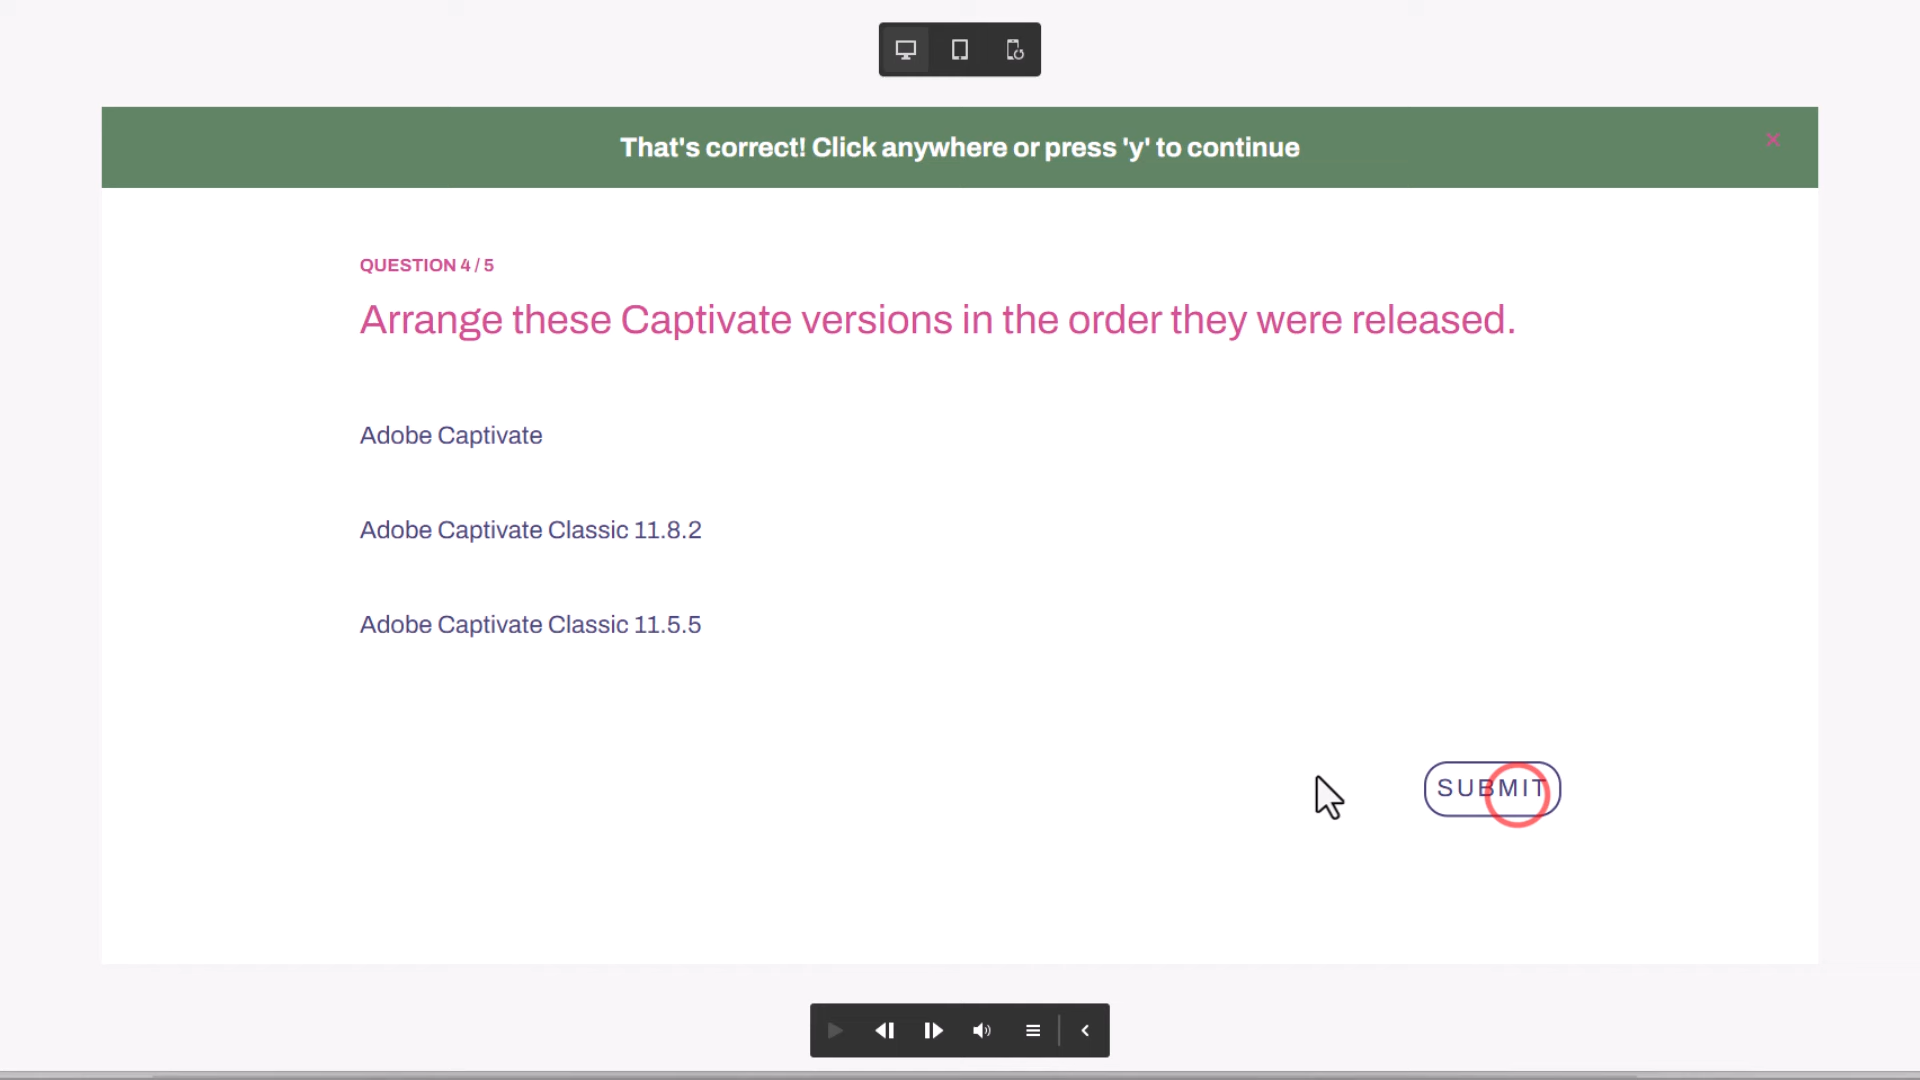 That's correct! Click anywhere or press 'y' to continue
QUESTION 4 / 5
Arrange these Captivate versions in the order they were released.
Adobe Captivate
Adobe Captivate Classic 11.8.2
Adobe Captivate Classic 11.5.5
SUBMIT